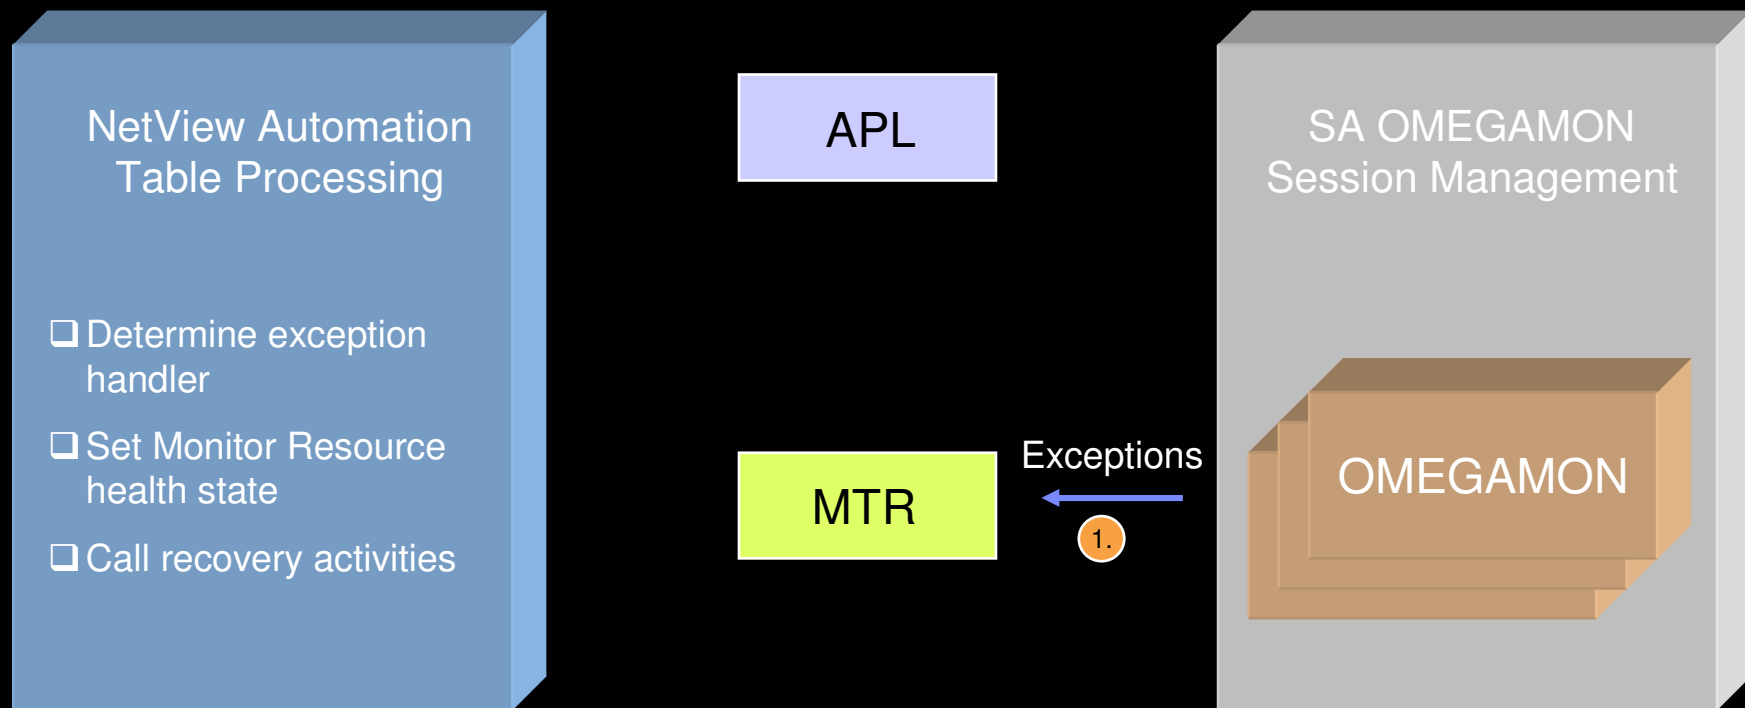 NetView Automation
Table Processing
❑ Determine exception
handler
❑ Set Monitor Resource
health state
❑ Call recovery activities
APL
MTR
Exceptions
1.
SA OMEGAMON
Session Management
OMEGAMON